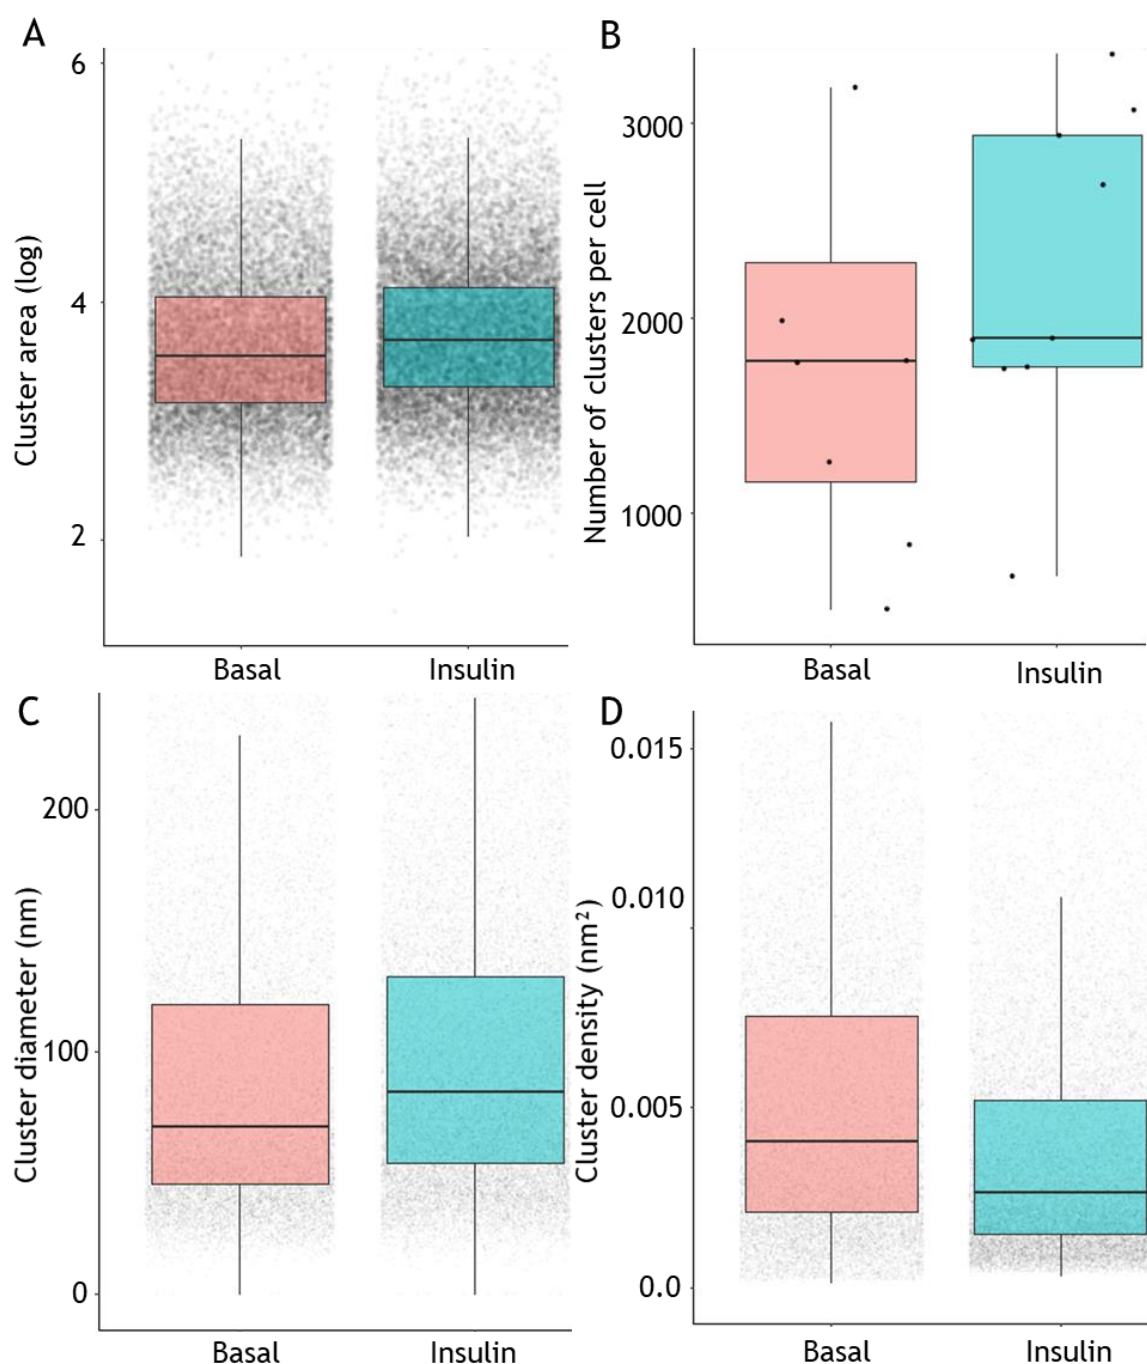 A
Cluster area (log)
6
4
2
Basal
Insulin
B
Number of clusters per cell
3000
2000
1000
Basal
Insulin
C
Cluster diameter (nm)
200
100
0
Basal
Insulin
D
Cluster density (nm²)
0.015
0.010
0.005
0.0
Basal
Insulin